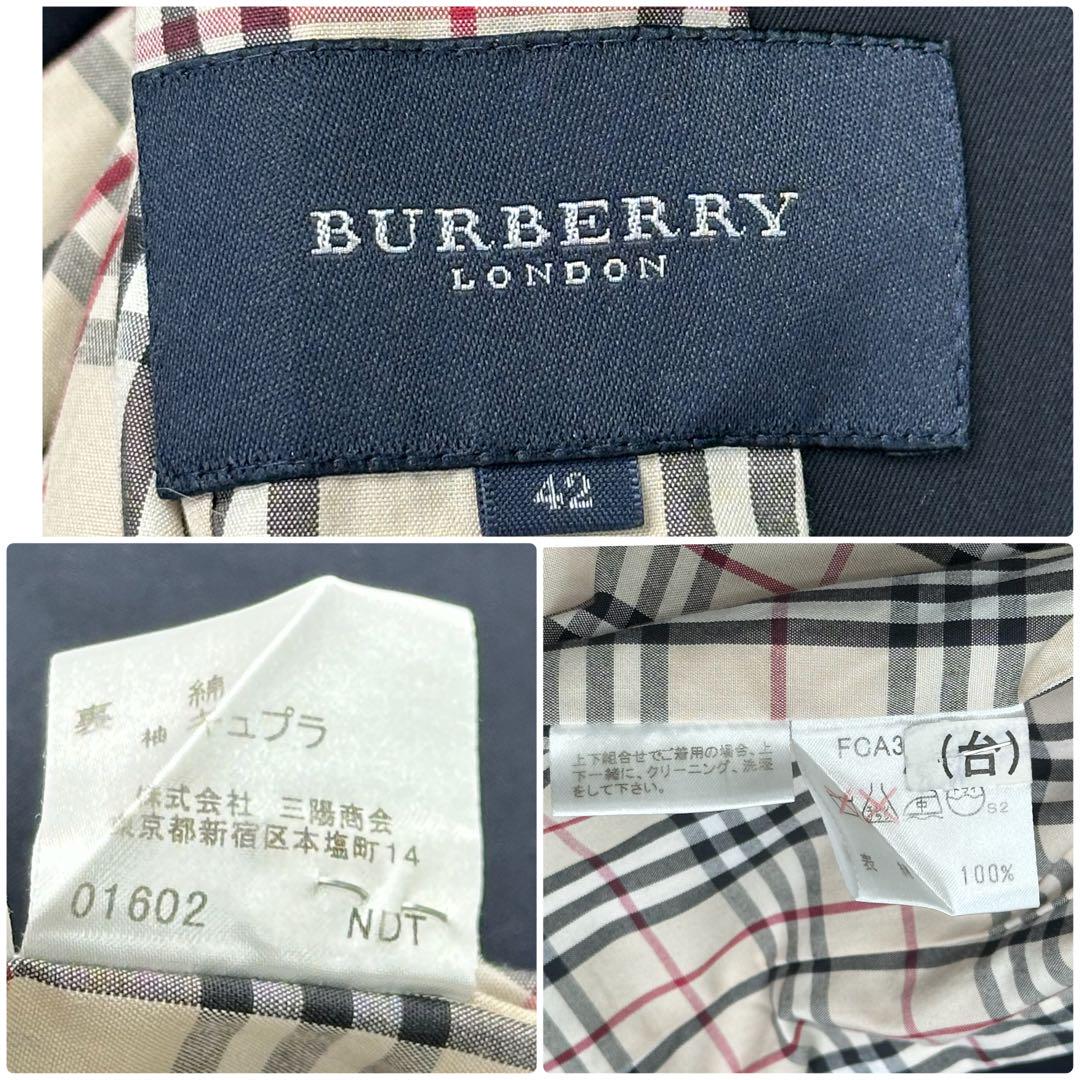 BURBERRY
LONDON
42
裏 綿
袖 キュプラ
株式会社 三陽商会
東京都新宿区本塩町14
01602
NDT
上下組合せでご着用の場合、上
下一緒に、クリーニング、洗濯
をして下さい。
FCA3
(台)
中
S2
表
100%